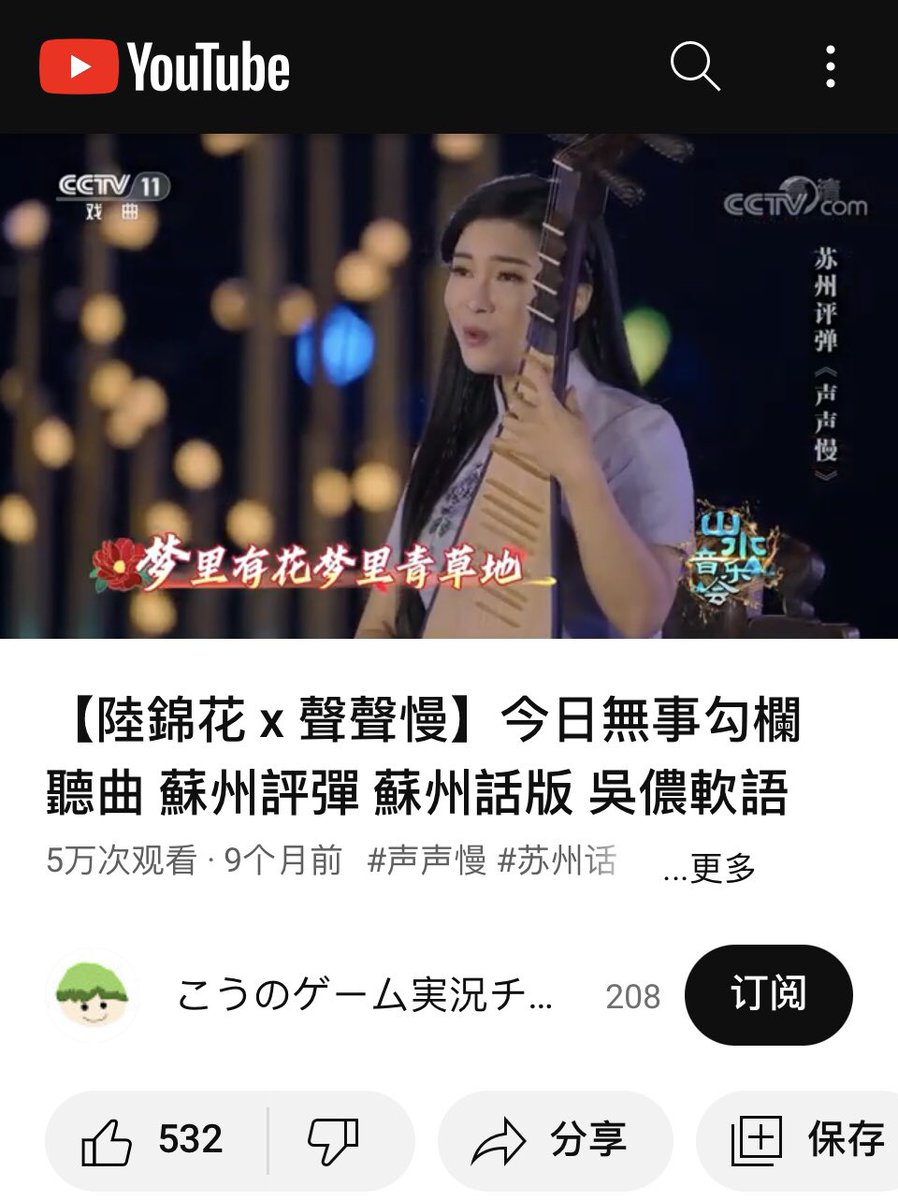 YouTube
CCTV 11
戏曲
CCTV.com
苏州评弹《声声慢》
梦里有花梦里青草地
山水
音乐
会
【陸錦花 x 聲聲慢】今日無事勾欄
聽曲 蘇州評彈 蘇州話版 吳儂軟語
5万次观看 · 9个月前 #声声慢 #苏州话
...更多
こうのゲーム実況チ...
208
订阅
532
分享
保存